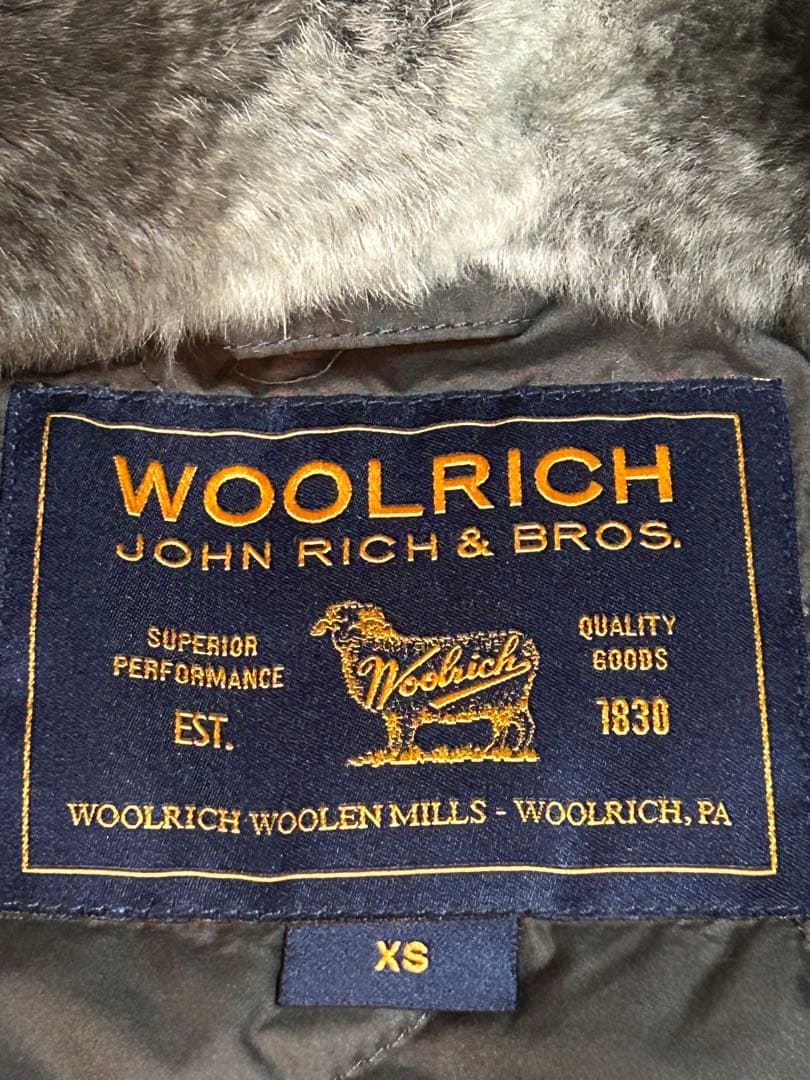 WOOLRICH
JOHN RICH & BROS.
SUPERIOR
PERFORMANCE
EST.
Woolrich
QUALITY
GOODS
1830
WOOLRICH WOOLEN MILLS - WOOLRICH, PA
XS